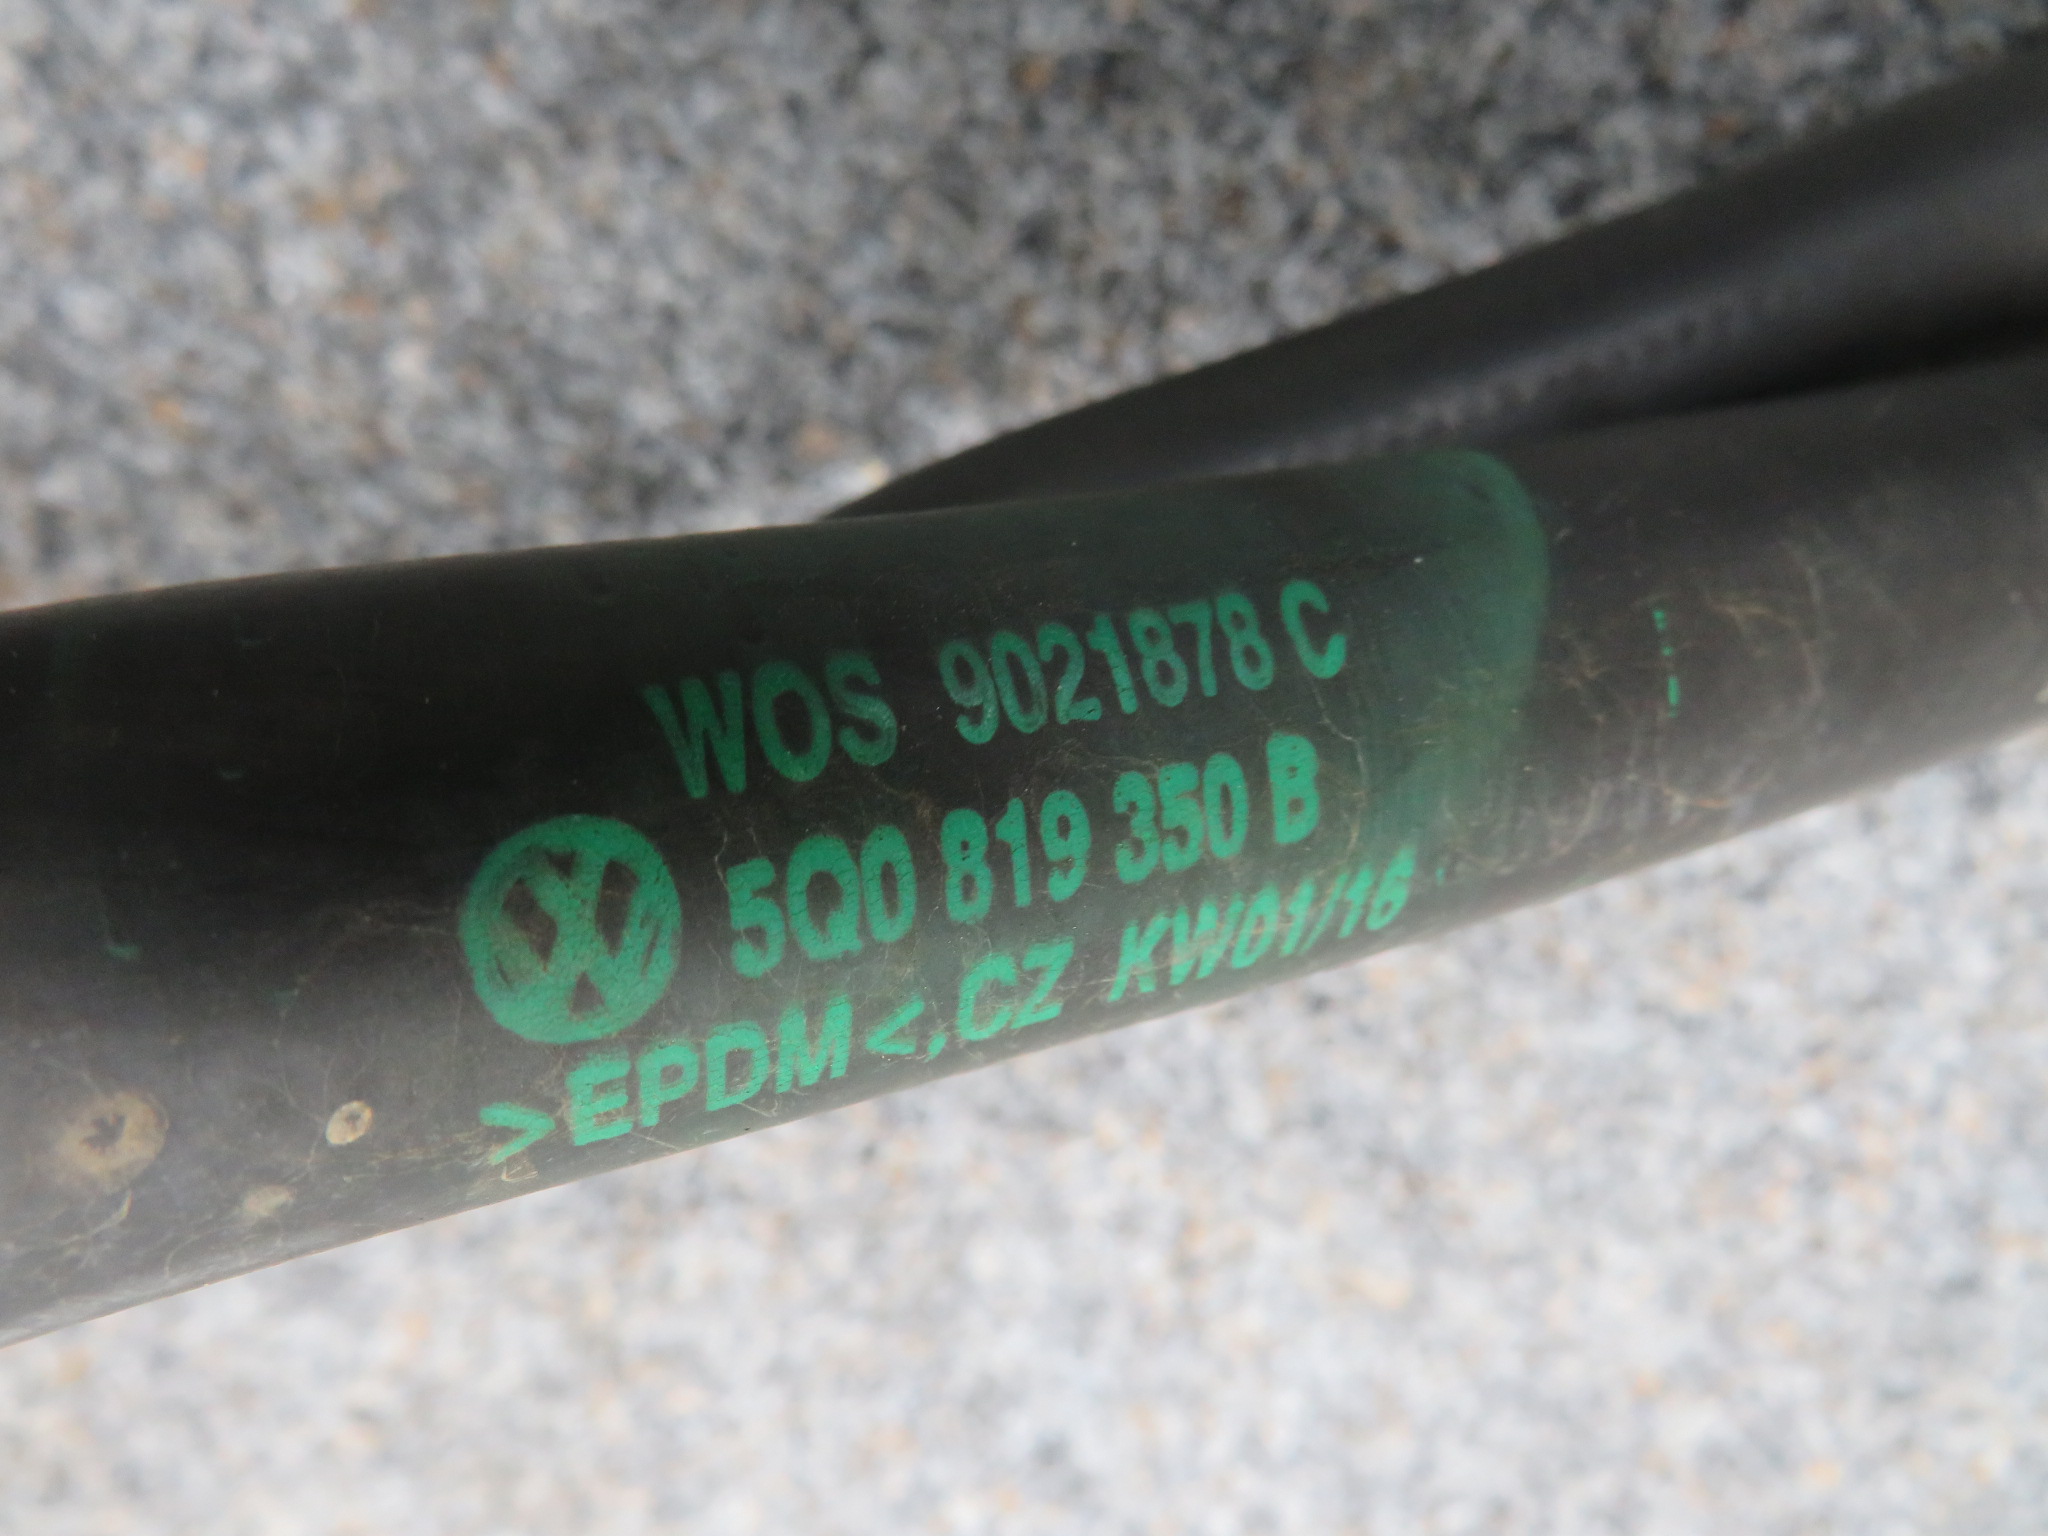 WOS 9021878 C
5Q0 819 350 B
>EPDM<,CZ KW01/16